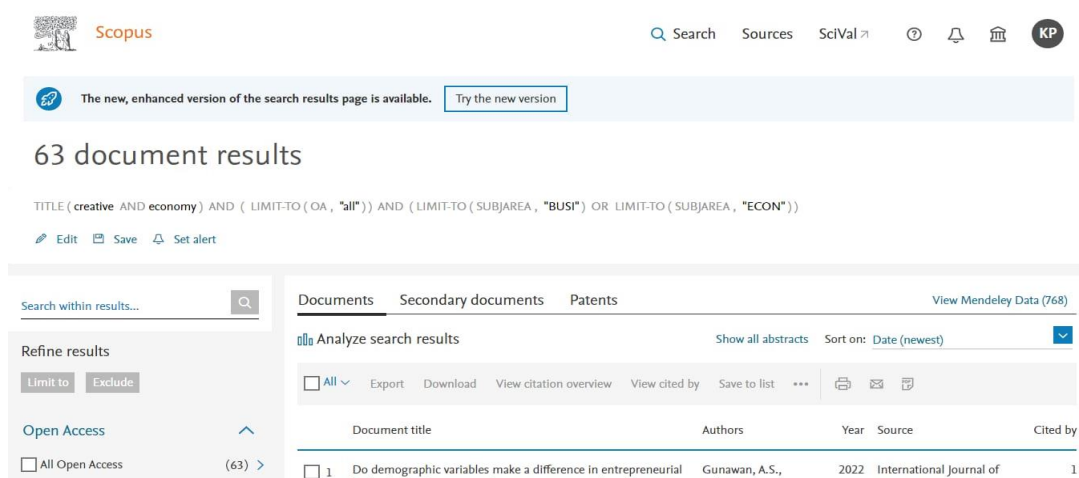 Scopus
Search Sources SciVal KP
The new, enhanced version of the search results page is available. Try the new version
63 document results
TITLE ( creative AND economy ) AND ( LIMIT-TO ( OA , "all" ) ) AND ( LIMIT-TO ( SUBJAREA , "BUSI" ) OR LIMIT-TO ( SUBJAREA , "ECON" ) )
Edit Save Set alert
Search within results...
Refine results
Limit to Exclude
Open Access
All Open Access (63)
Documents Secondary documents Patents View Mendeley Data (768)
Analyze search results Show all abstracts Sort on: Date (newest)
All Export Download View citation overview View cited by Save to list •••
Document title Authors Year Source Cited by
1 Do demographic variables make a difference in entrepreneurial Gunawan, A.S., 2022 International Journal of 1